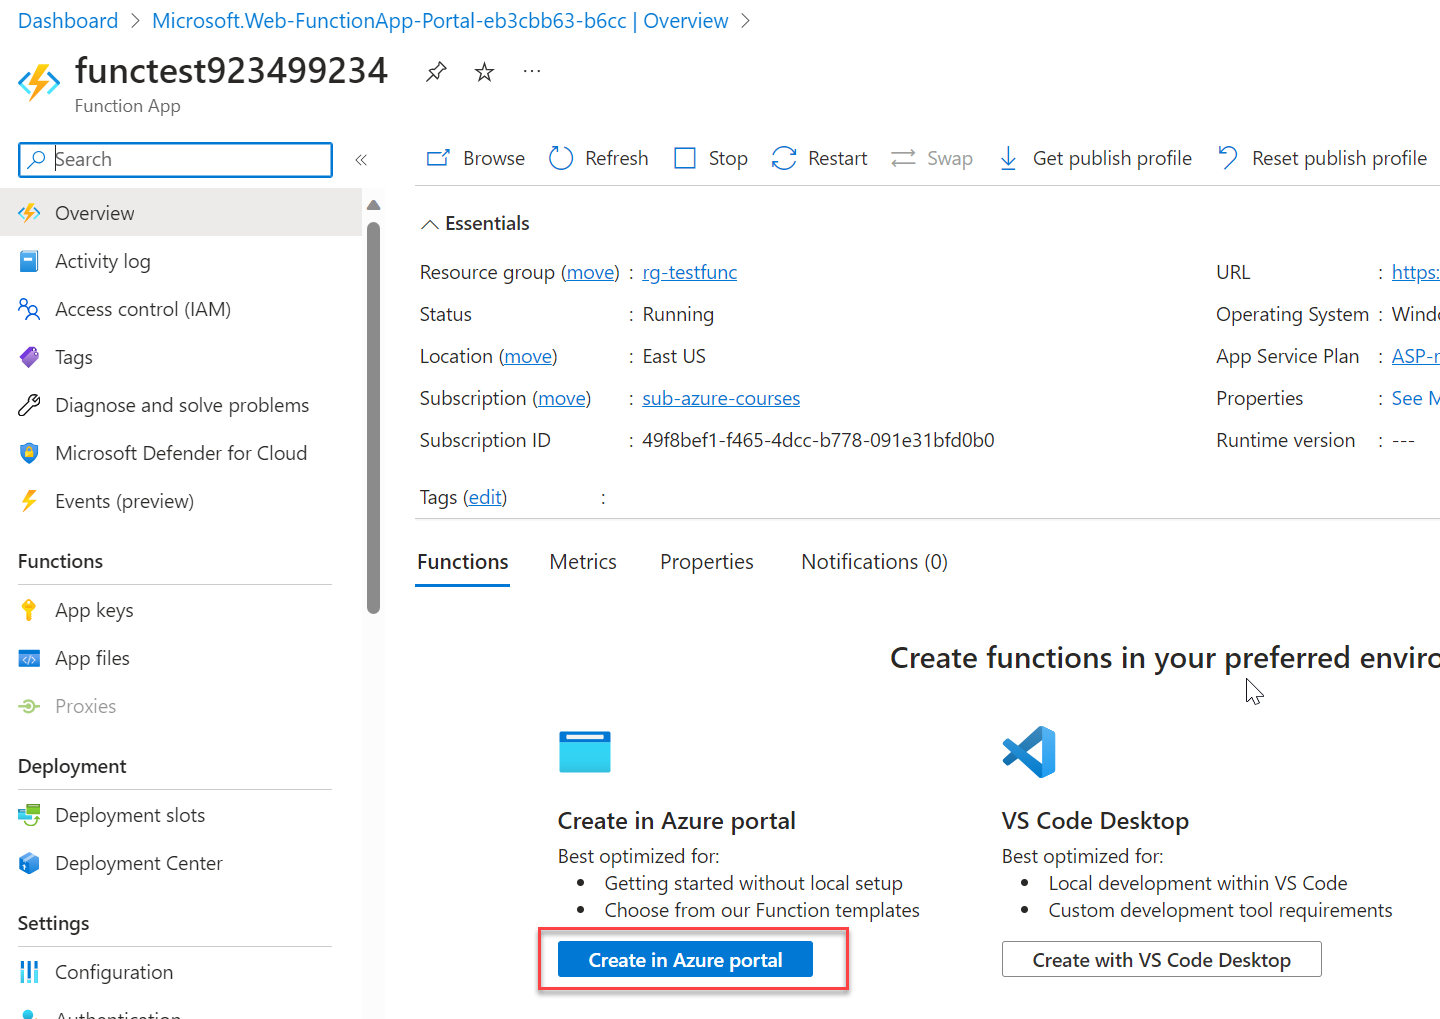 Dashboard > Microsoft.Web-FunctionApp-Portal-eb3cbb63-b6cc | Overview >
functest923499234 ...
Function App
Search «
Browse Refresh Stop Restart Swap Get publish profile Reset publish profile
Overview
Activity log
Access control (IAM)
Tags
Diagnose and solve problems
Microsoft Defender for Cloud
Events (preview)
Functions
App keys
App files
Proxies
Deployment
Deployment slots
Deployment Center
Settings
Configuration
Authentication
Essentials
Resource group (move) : rg-testfunc
Status : Running
Location (move) : East US
Subscription (move) : sub-azure-courses
Subscription ID : 49f8bef1-f465-4dcc-b778-091e31bfd0b0
Tags (edit) :
URL : https:
Operating System : Windo
App Service Plan : ASP-r
Properties : See M
Runtime version : ---
Functions Metrics Properties Notifications (0)
Create functions in your preferred enviro
Create in Azure portal
Best optimized for:
• Getting started without local setup
• Choose from our Function templates
Create in Azure portal
VS Code Desktop
Best optimized for:
• Local development within VS Code
• Custom development tool requirements
Create with VS Code Desktop